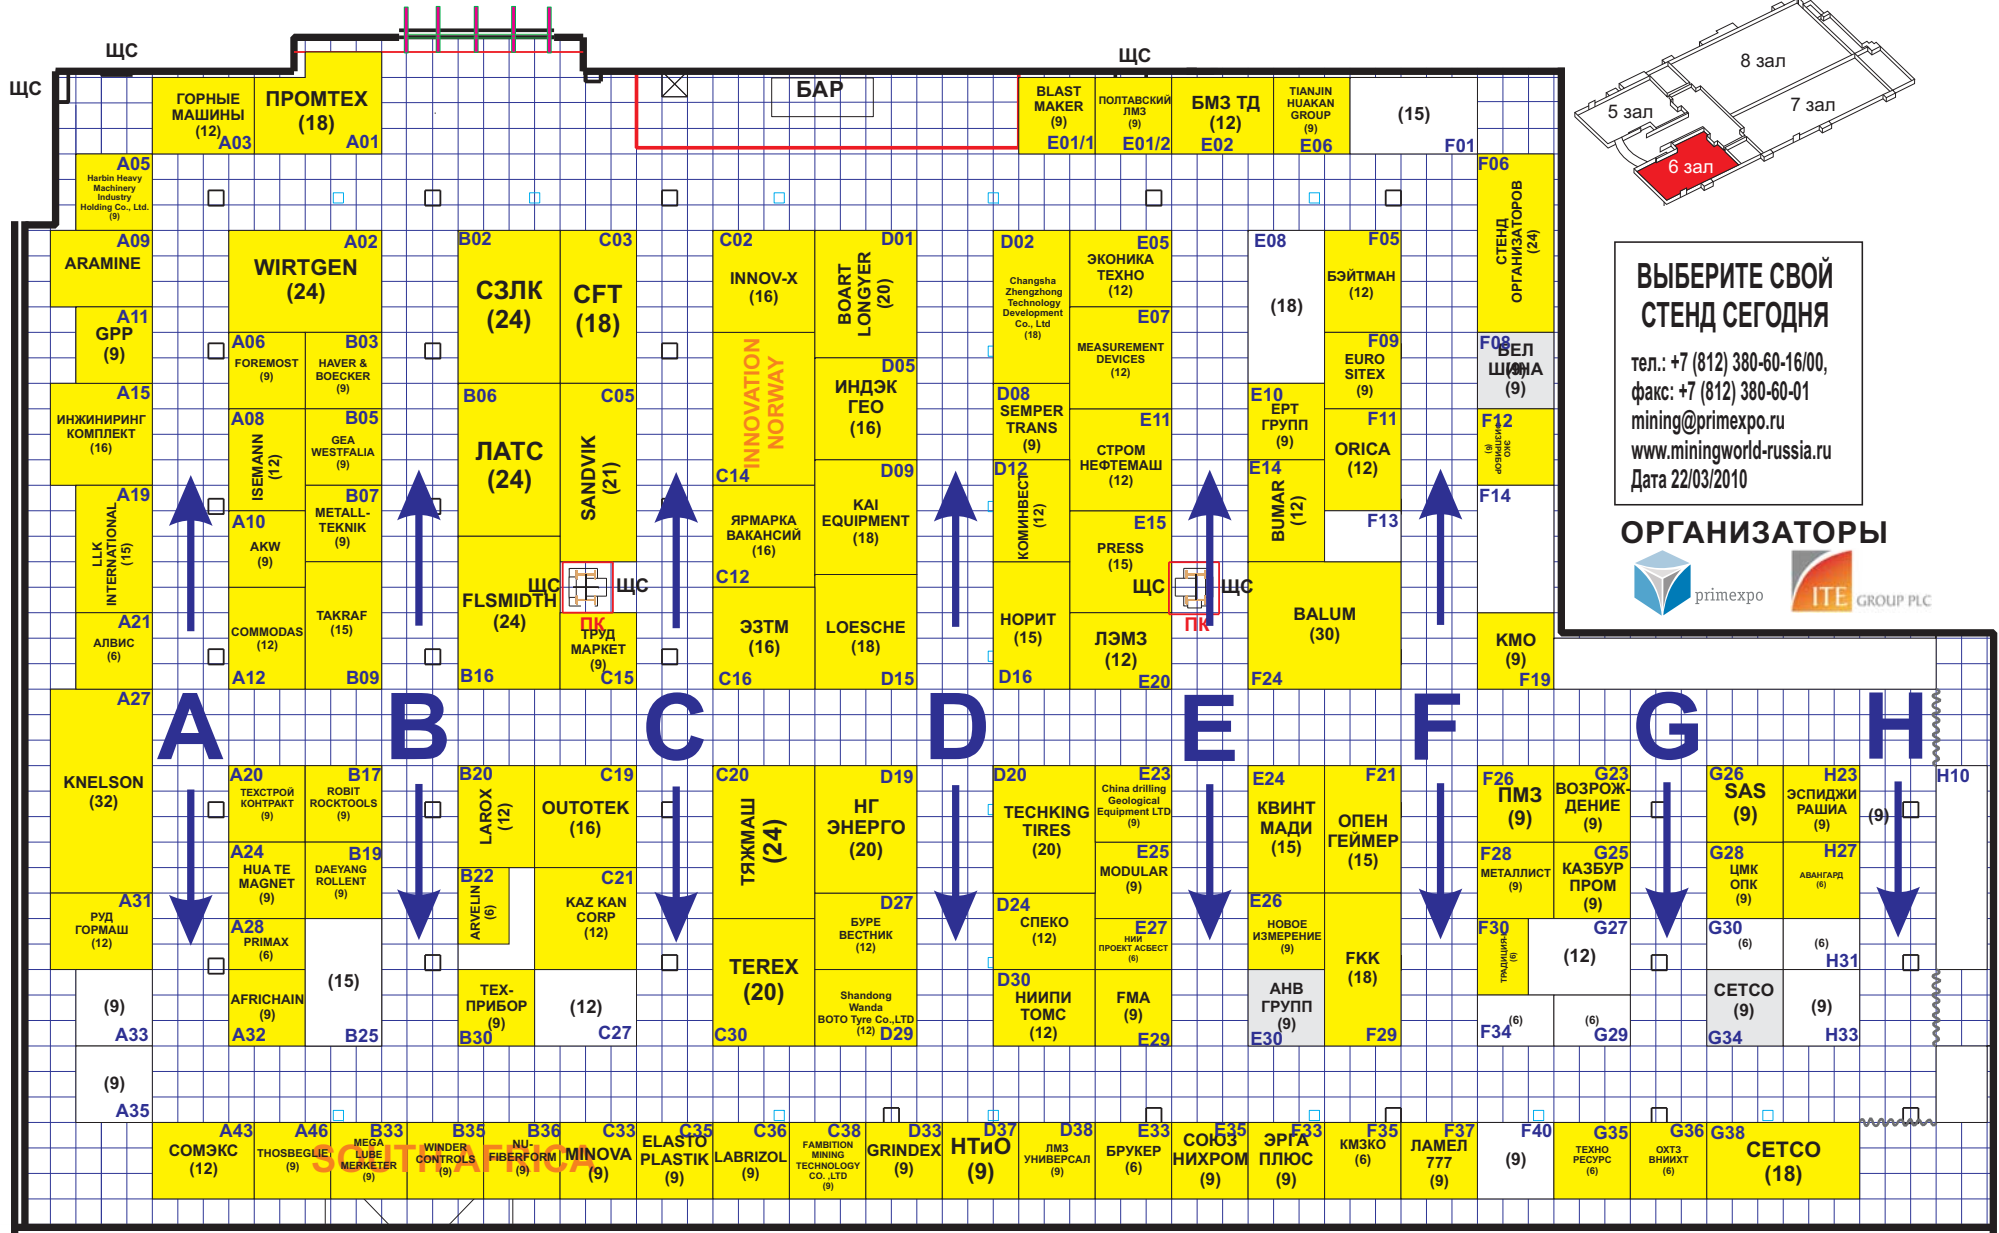 ЩС
ЩС
ЩС
БАР
ГОРНЫЕ
МАШИНЫ
(12)
A03
ПРОМТЕХ
(18)
A01
BLAST
MAKER
(9)
E01/1
ПОЛТАВСКИЙ
ЛМЗ
(9)
E01/2
БМЗ ТД
(12)
E02
TIANJIN
HUAKAN
GROUP
(9)
E06
(15)
F01
8 зал
5 зал
7 зал
6 зал
A05
Harbin Heavy
Machinery
Industry
Holding Co., Ltd.
(9)
F06
СТЕНД
ОРГАНИЗАТОРОВ
(24)
A09
ARAMINE
A02
WIRTGEN
(24)
B02
СЗЛК
(24)
C03
CFT
(18)
C02
INNOV-X
(16)
D01
BOART
LONGYER
(20)
D02
Changsha
Zhengzhong
Technology
Development
Co., Ltd
(18)
E05
ЭКОНИКА
ТЕХНО
(12)
E08
(18)
F05
БЭЙТМАН
(12)
ВЫБЕРИТЕ СВОЙ
СТЕНД СЕГОДНЯ
тел.: +7 (812) 380-60-16/00,
факс: +7 (812) 380-60-01
mining@primexpo.ru
www.miningworld-russia.ru
Дата 22/03/2010
ОРГАНИЗАТОРЫ
primexpo
ITE GROUP PLC
A11
GPP
(9)
A06
FOREMOST
(9)
B03
HAVER &
BOECKER
(9)
INNOVATION
NORWAY
C14
D05
ИНДЭК
ГЕО
(16)
E07
MEASUREMENT
DEVICES
(12)
F09
EURO
SITEX
(9)
F08
БЕЛ
ШИНА
(9)
(9)
A15
ИНЖИНИРИНГ
КОМПЛЕКТ
(16)
A08
ISEMANN
(12)
B05
GEA
WESTFALIA
(9)
B06
ЛАТС
(24)
C05
SANDVIK
(21)
D08
SEMPER
TRANS
(9)
E11
СТРОМ
НЕФТЕМАШ
(12)
E10
ЕРТ
ГРУПП
(9)
F11
ORICA
(12)
F12
ЭКО
ФИЗПРИБОР
(6)
A19
LLK
INTERNATIONAL
(15)
A10
AKW
(9)
B07
METALL-
TEKNIK
(9)
ЯРМАРКА
ВАКАНСИЙ
(16)
C12
D09
KAI
EQUIPMENT
(18)
D12
КОМИНВЕСТ
(12)
E15
PRESS
(15)
E14
BUMAR
(12)
F13
F14
A21
АЛВИС
(6)
COMMODAS
(12)
A12
TAKRAF
(15)
B09
FLSMIDTH
(24)
B16
ЩС
ЩС
ПК
ТРУД
МАРКЕТ
(9)
C15
ЭЗТМ
(16)
C16
LOESCHE
(18)
D15
НОРИТ
(15)
D16
ЛЭМЗ
(12)
E20
ЩС
ЩС
ПК
BALUM
(30)
F24
КМО
(9)
F19
A B C D E F G H
A27
KNELSON
(32)
A20
ТЕХСТРОЙ
КОНТРАКТ
(9)
B17
ROBIT
ROCKTOOLS
(9)
B20
LAROX
(12)
C19
OUTOTEK
(16)
C20
ТЯЖМАШ
(24)
D19
НГ
ЭНЕРГО
(20)
D20
TECHKING
TIRES
(20)
E23
China drilling
Geological
Equipment LTD
(9)
E24
КВИНТ
МАДИ
(15)
F21
ОПЕН
ГЕЙМЕР
(15)
F26
ПМЗ
(9)
G23
ВОЗРОЖ-
ДЕНИЕ
(9)
G26
SAS
(9)
H23
ЭСПИДЖИ
РАШИА
(9)
(9)
H10
A24
HUA TE
MAGNET
(9)
B19
DAEYANG
ROLLENT
(9)
B22
ARVELIN
(6)
C21
KAZ KAN
CORP
(12)
E25
MODULAR
(9)
F28
МЕТАЛЛИСТ
(9)
G25
КАЗБУР
ПРОМ
(9)
G28
ЦМК
ОПК
(9)
H27
АВАНГАРД
(6)
A31
РУД
ГОРМАШ
(12)
A28
PRIMAX
(6)
(15)
B25
TEREX
(20)
C30
D27
БУРЕ
ВЕСТНИК
(12)
D24
СПЕКО
(12)
E27
НИИ
ПРОЕКТ АСБЕСТ
(6)
E26
НОВОЕ
ИЗМЕРЕНИЕ
(9)
FKK
(18)
F29
F30
(6)
G27
(12)
G30
(6)
(6)
H31
(9)
A33
AFRICHAIN
(9)
A32
ТЕХ-
ПРИБОР
(9)
B30
(12)
C27
Shandong
Wanda
BOTO Tyre Co.,LTD
(12)
D29
D30
НИИПИ
ТОМС
(12)
FMA
(9)
E29
АНВ
ГРУПП
(9)
E30
(6)
F34
(6)
G29
СЕТСО
(9)
G34
(9)
H33
(9)
A35
A43
СОМЭКС
(12)
SOUTH AFRICA
A46
THOSBEGLIE
(9)
B33
MEGA
LUBE
MERKETER
(9)
B35
WINDER
CONTROLS
(9)
B36
NU-
FIBERFORM
(9)
C33
MINOVA
(9)
C35
ELASTO
PLASTIK
(9)
C36
LABRIZOL
(9)
C38
FAMBITION
MINING
TECHNOLOGY
CO. ,LTD
(9)
D33
GRINDEX
(9)
D37
НТиО
(9)
D38
ЛМЗ
УНИВЕРСАЛ
(9)
E33
БРУКЕР
(6)
E35
СОЮЗ
НИХРОМ
(9)
F33
ЭРГА
ПЛЮС
(9)
F35
КМЗКО
(6)
F37
ЛАМЕЛ
777
(9)
F40
(9)
G35
ТЕХНО
РЕСУРС
(6)
G36
ОХТЗ
ВНИИХТ
(6)
G38
СЕТСО
(18)